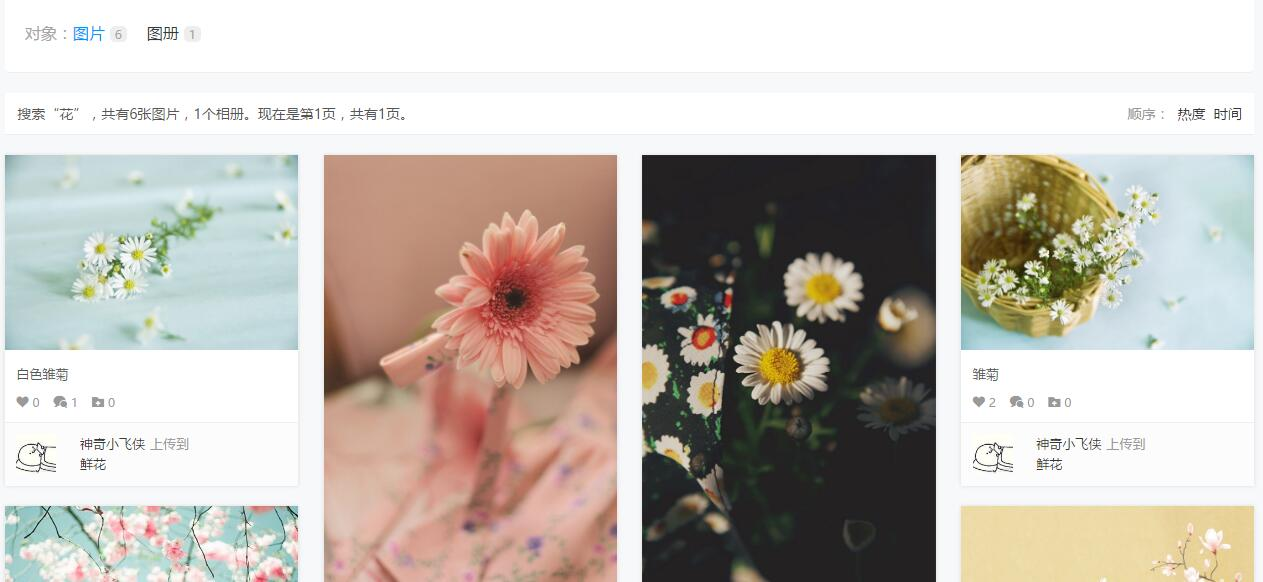 对象：图片 6 图册 1
搜索“花”，共有6张图片，1个相册。现在是第1页，共有1页。
顺序： 热度 时间
白色雏菊
0 1 0
神奇小飞侠 上传到
鲜花
雏菊
2 0 0
神奇小飞侠 上传到
鲜花